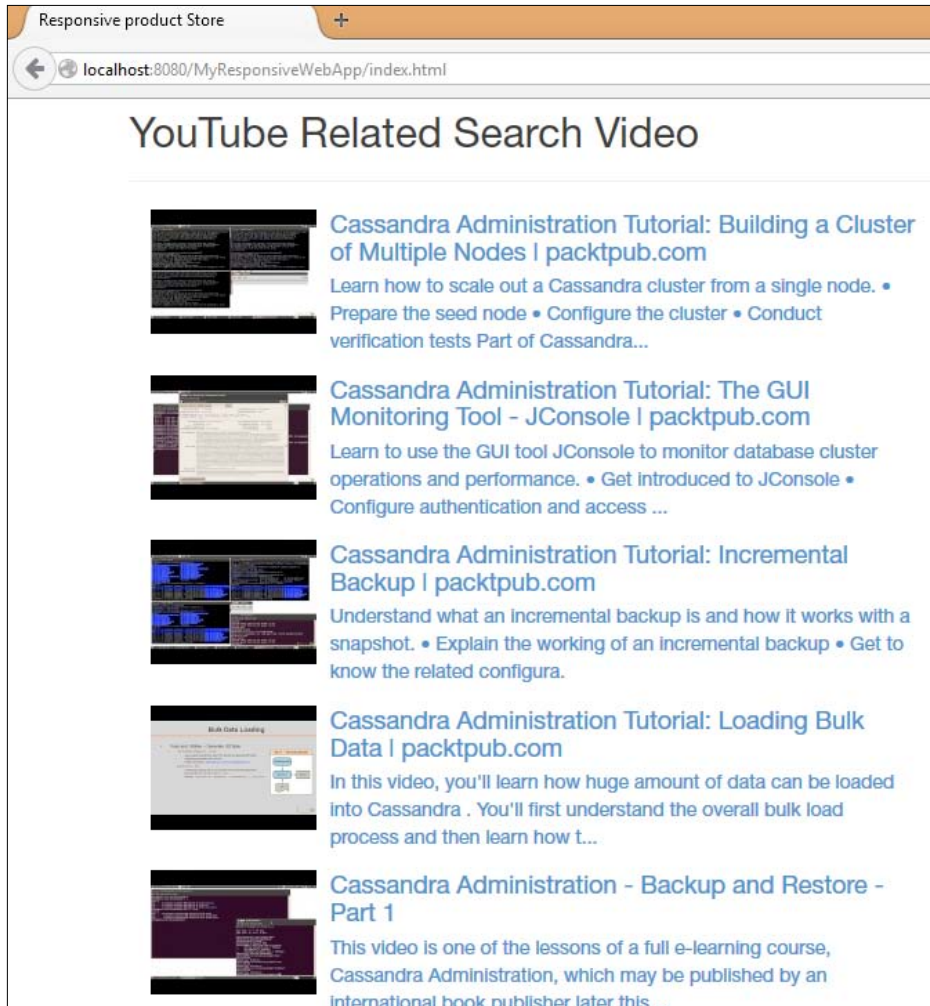 Responsive product Store
localhost:8080/MyResponsiveWebApp/index.html
YouTube Related Search Video
Cassandra Administration Tutorial: Building a Cluster
of Multiple Nodes | packtpub.com
Learn how to scale out a Cassandra cluster from a single node. •
Prepare the seed node • Configure the cluster • Conduct
verification tests Part of Cassandra...
Cassandra Administration Tutorial: The GUI
Monitoring Tool - JConsole | packtpub.com
Learn to use the GUI tool JConsole to monitor database cluster
operations and performance. • Get introduced to JConsole •
Configure authentication and access ...
Cassandra Administration Tutorial: Incremental
Backup | packtpub.com
Understand what an incremental backup is and how it works with a
snapshot. • Explain the working of an incremental backup • Get to
know the related configura.
Bulk Data Loading
Cassandra Administration Tutorial: Loading Bulk
Data | packtpub.com
In this video, you'll learn how huge amount of data can be loaded
into Cassandra . You'll first understand the overall bulk load
process and then learn how t...
Cassandra Administration - Backup and Restore -
Part 1
This video is one of the lessons of a full e-learning course,
Cassandra Administration, which may be published by an
international book publisher later this